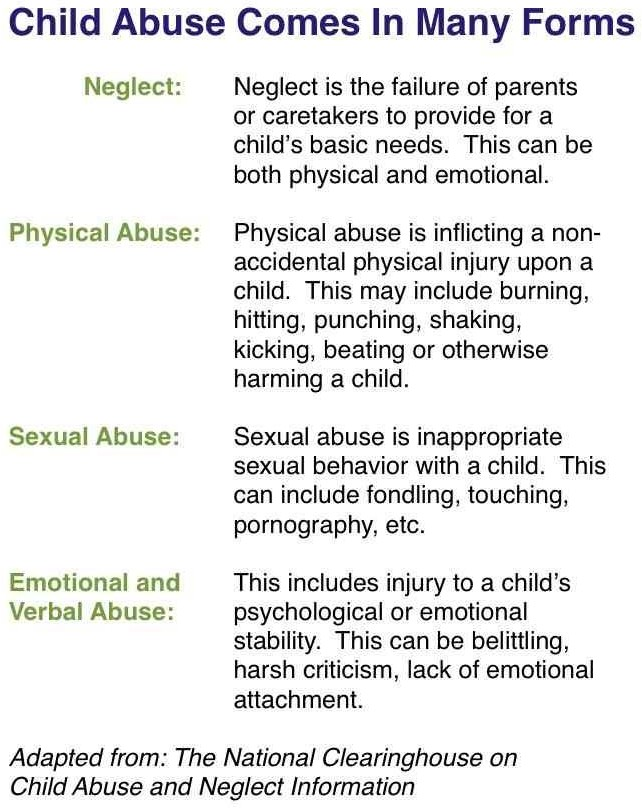 Child Abuse Comes In Many Forms
Neglect: Neglect is the failure of parents
or caretakers to provide for a
child's basic needs.  This can be
both physical and emotional.
Physical Abuse: Physical abuse is inflicting a non-
accidental physical injury upon a
child.  This may include burning,
hitting, punching, shaking,
kicking, beating or otherwise
harming a child.
Sexual Abuse: Sexual abuse is inappropriate
sexual behavior with a child.  This
can include fondling, touching,
pornography, etc.
Emotional and This includes injury to a child's
Verbal Abuse: psychological or emotional
stability.  This can be belittling,
harsh criticism, lack of emotional
attachment.
Adapted from: The National Clearinghouse on
Child Abuse and Neglect Information